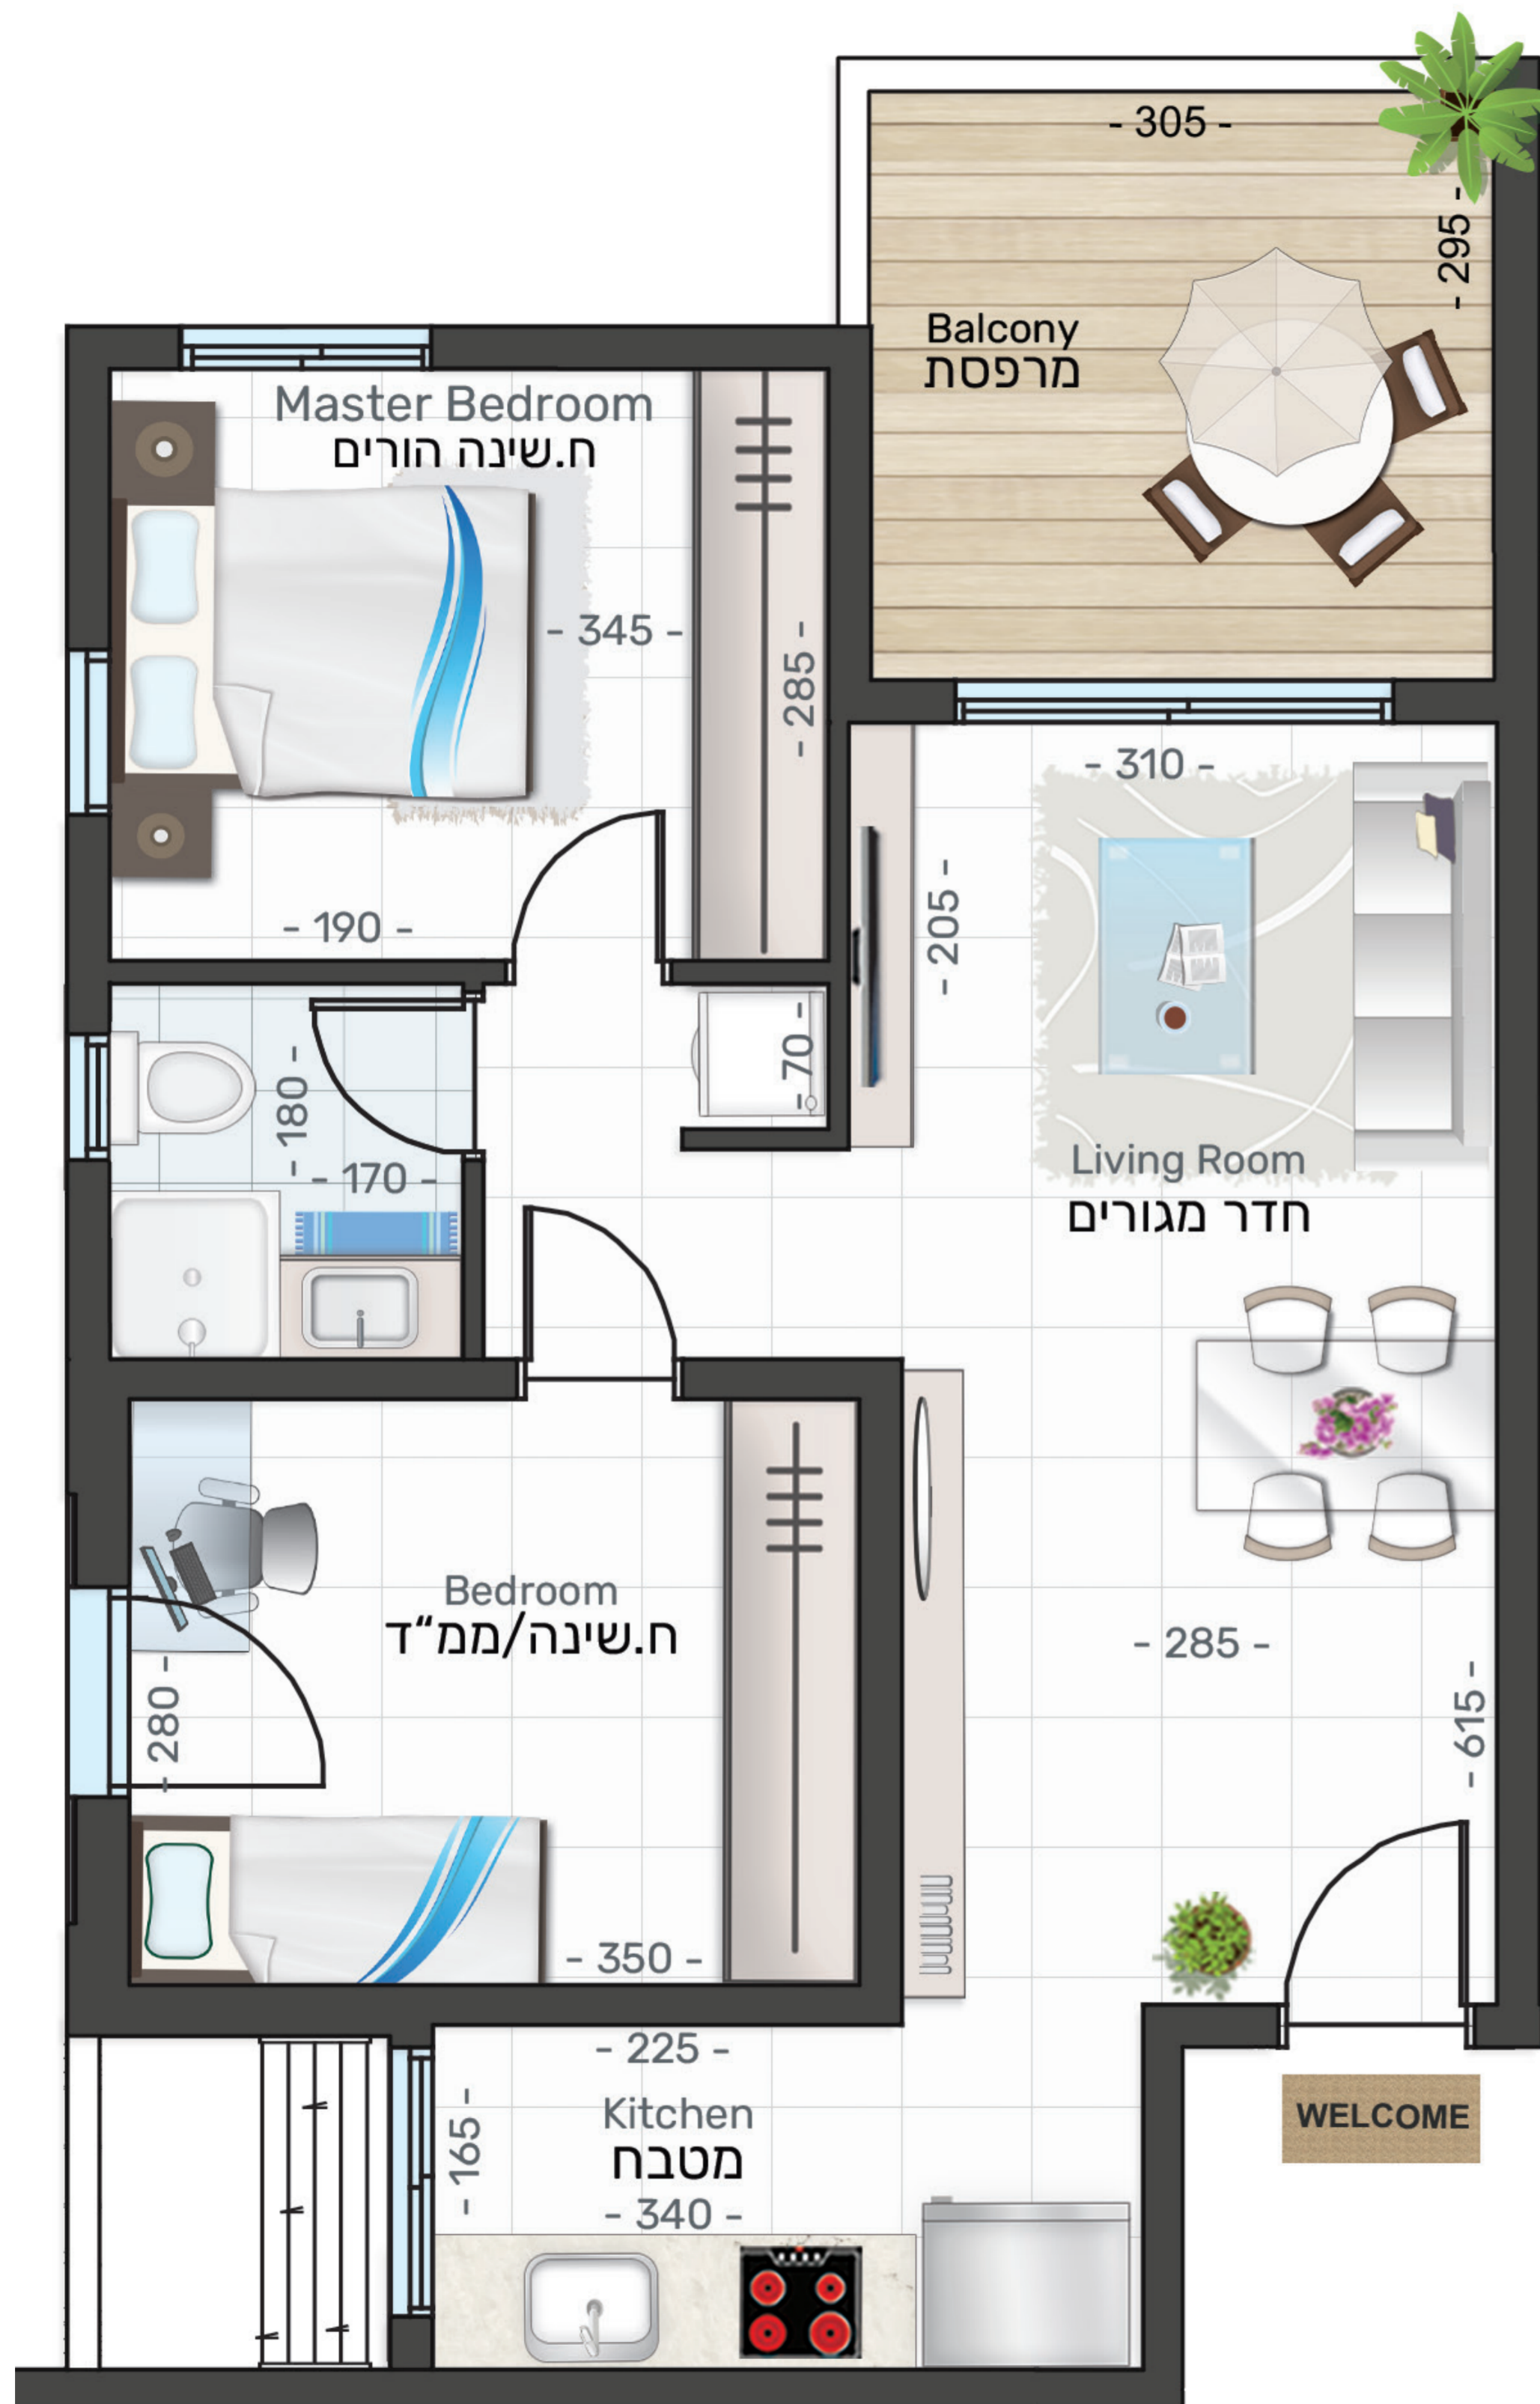 - 305 -
- 295 -
Balcony
מרפסת
Master Bedroom
ח.שינה הורים
- 345 -
- 285 -
- 190 -
- 310 -
- 205 -
- 70 -
- 180 -
- 170 -
Living Room
חדר מגורים
Bedroom
ח.שינה/ממ“ד
- 280 -
- 285 -
- 615 -
- 350 -
- 225 -
- 165 -
Kitchen
מטבח
- 340 -
WELCOME